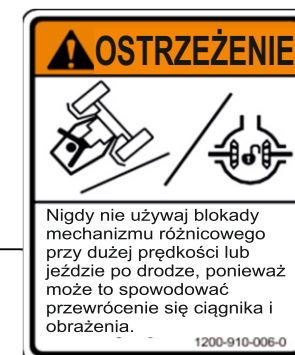 OSTRZEŻENIE
Nigdy nie używaj blokady
mechanizmu różnicowego
przy dużej prędkości lub
jeździe po drodze, ponieważ
może to spowodować
przewrócenie się ciągnika i
obrażenia.
1200-910-006-0